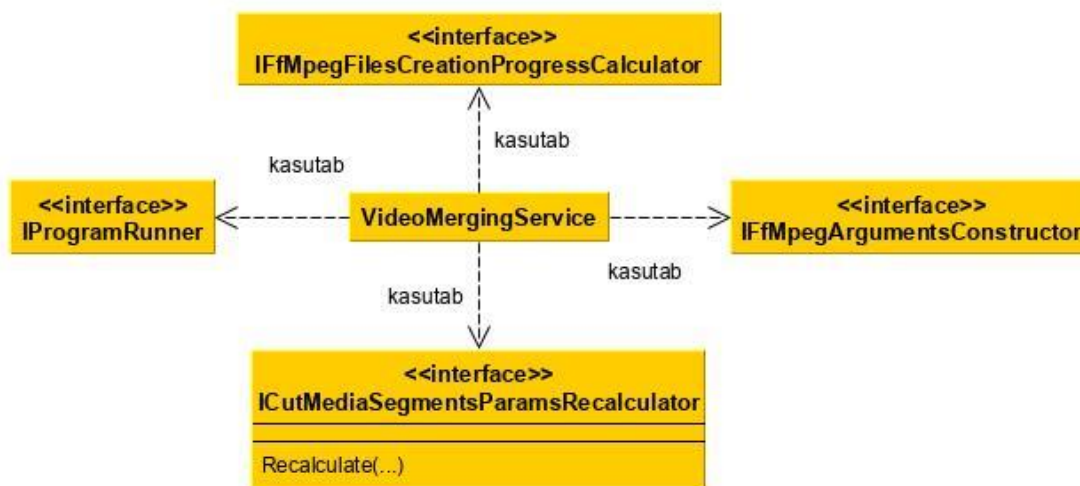 <<interface>>
IFfMpegFilesCreationProgressCalculator
kasutab
kasutab
<<interface>>
IProgramRunner
VideoMergingService
<<interface>>
IFfMpegArgumentsConstructor
kasutab
kasutab
<<interface>>
ICutMediaSegmentsParamsRecalculator
Recalculate(...)